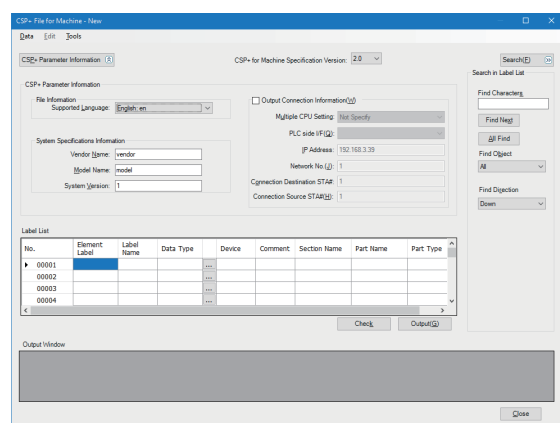 CSP+ File for Machine - New
Data Edit Tools
CSP+ Parameter Information
CSP+ for Machine Specification Version: 2.0
Search(F)
CSP+ Parameter Information
File Information
Supported Language: English: en
System Specifications Information
Vendor Name: vendor
Model Name: model
System Version: 1
Output Connection Information(W)
Multiple CPU Setting: Not Specify
PLC side I/F(Q):
IP Address: 192.168.3.39
Network No.(J): 1
Connection Destination STA#: 1
Connection Source STA#(H): 1
Search in Label List
Find Characters
Find Next
All Find
Find Object
All
Find Direction
Down
Label List
No. Element Label Label Name Data Type Device Comment Section Name Part Name Part Type
00001 ...
00002 ...
00003 ...
00004 ...
Check Output(G)
Output Window
Close